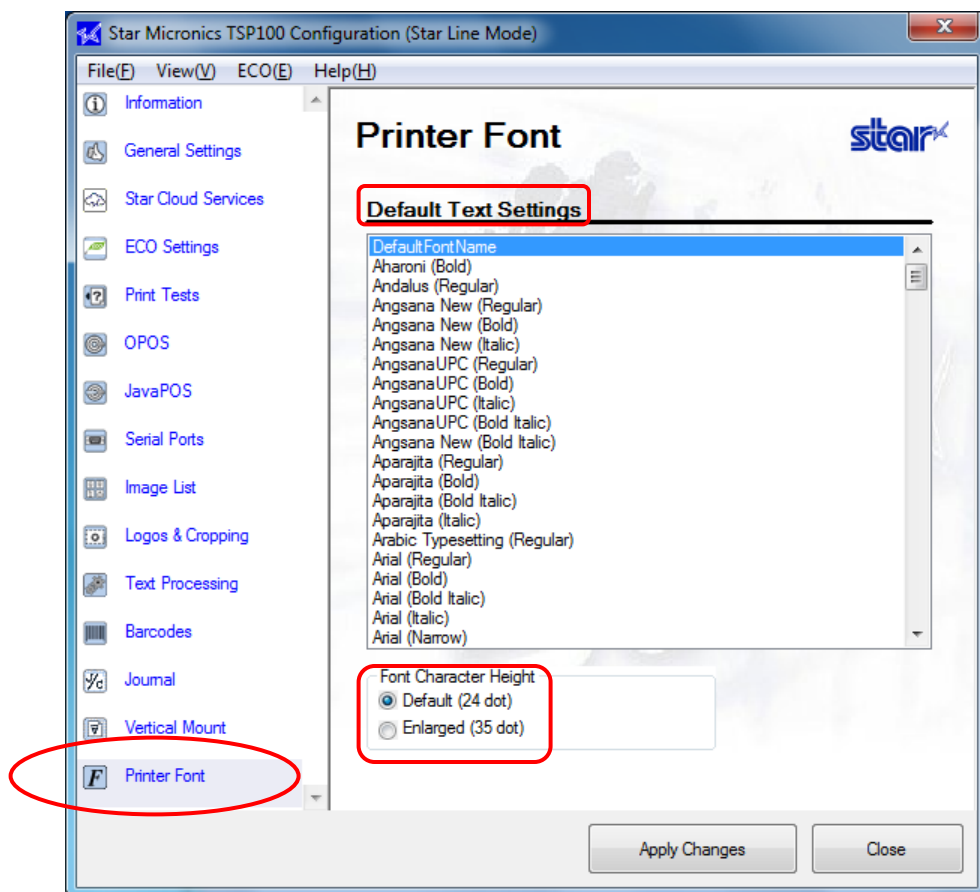 Star Micronics TSP100 Configuration (Star Line Mode)
File(F) View(V) ECO(E) Help(H)
Information
General Settings
Star Cloud Services
ECO Settings
Print Tests
OPOS
JavaPOS
Serial Ports
Image List
Logos & Cropping
Text Processing
Barcodes
Journal
Vertical Mount
Printer Font
Printer Font
star
Default Text Settings
DefaultFontName
Aharoni (Bold)
Andalus (Regular)
Angsana New (Regular)
Angsana New (Bold)
Angsana New (Italic)
AngsanaUPC (Regular)
AngsanaUPC (Bold)
AngsanaUPC (Italic)
AngsanaUPC (Bold Italic)
Angsana New (Bold Italic)
Aparajita (Regular)
Aparajita (Bold)
Aparajita (Bold Italic)
Aparajita (Italic)
Arabic Typesetting (Regular)
Arial (Regular)
Arial (Bold)
Arial (Bold Italic)
Arial (Italic)
Arial (Narrow)
Font Character Height
Default (24 dot)
Enlarged (35 dot)
Apply Changes Close